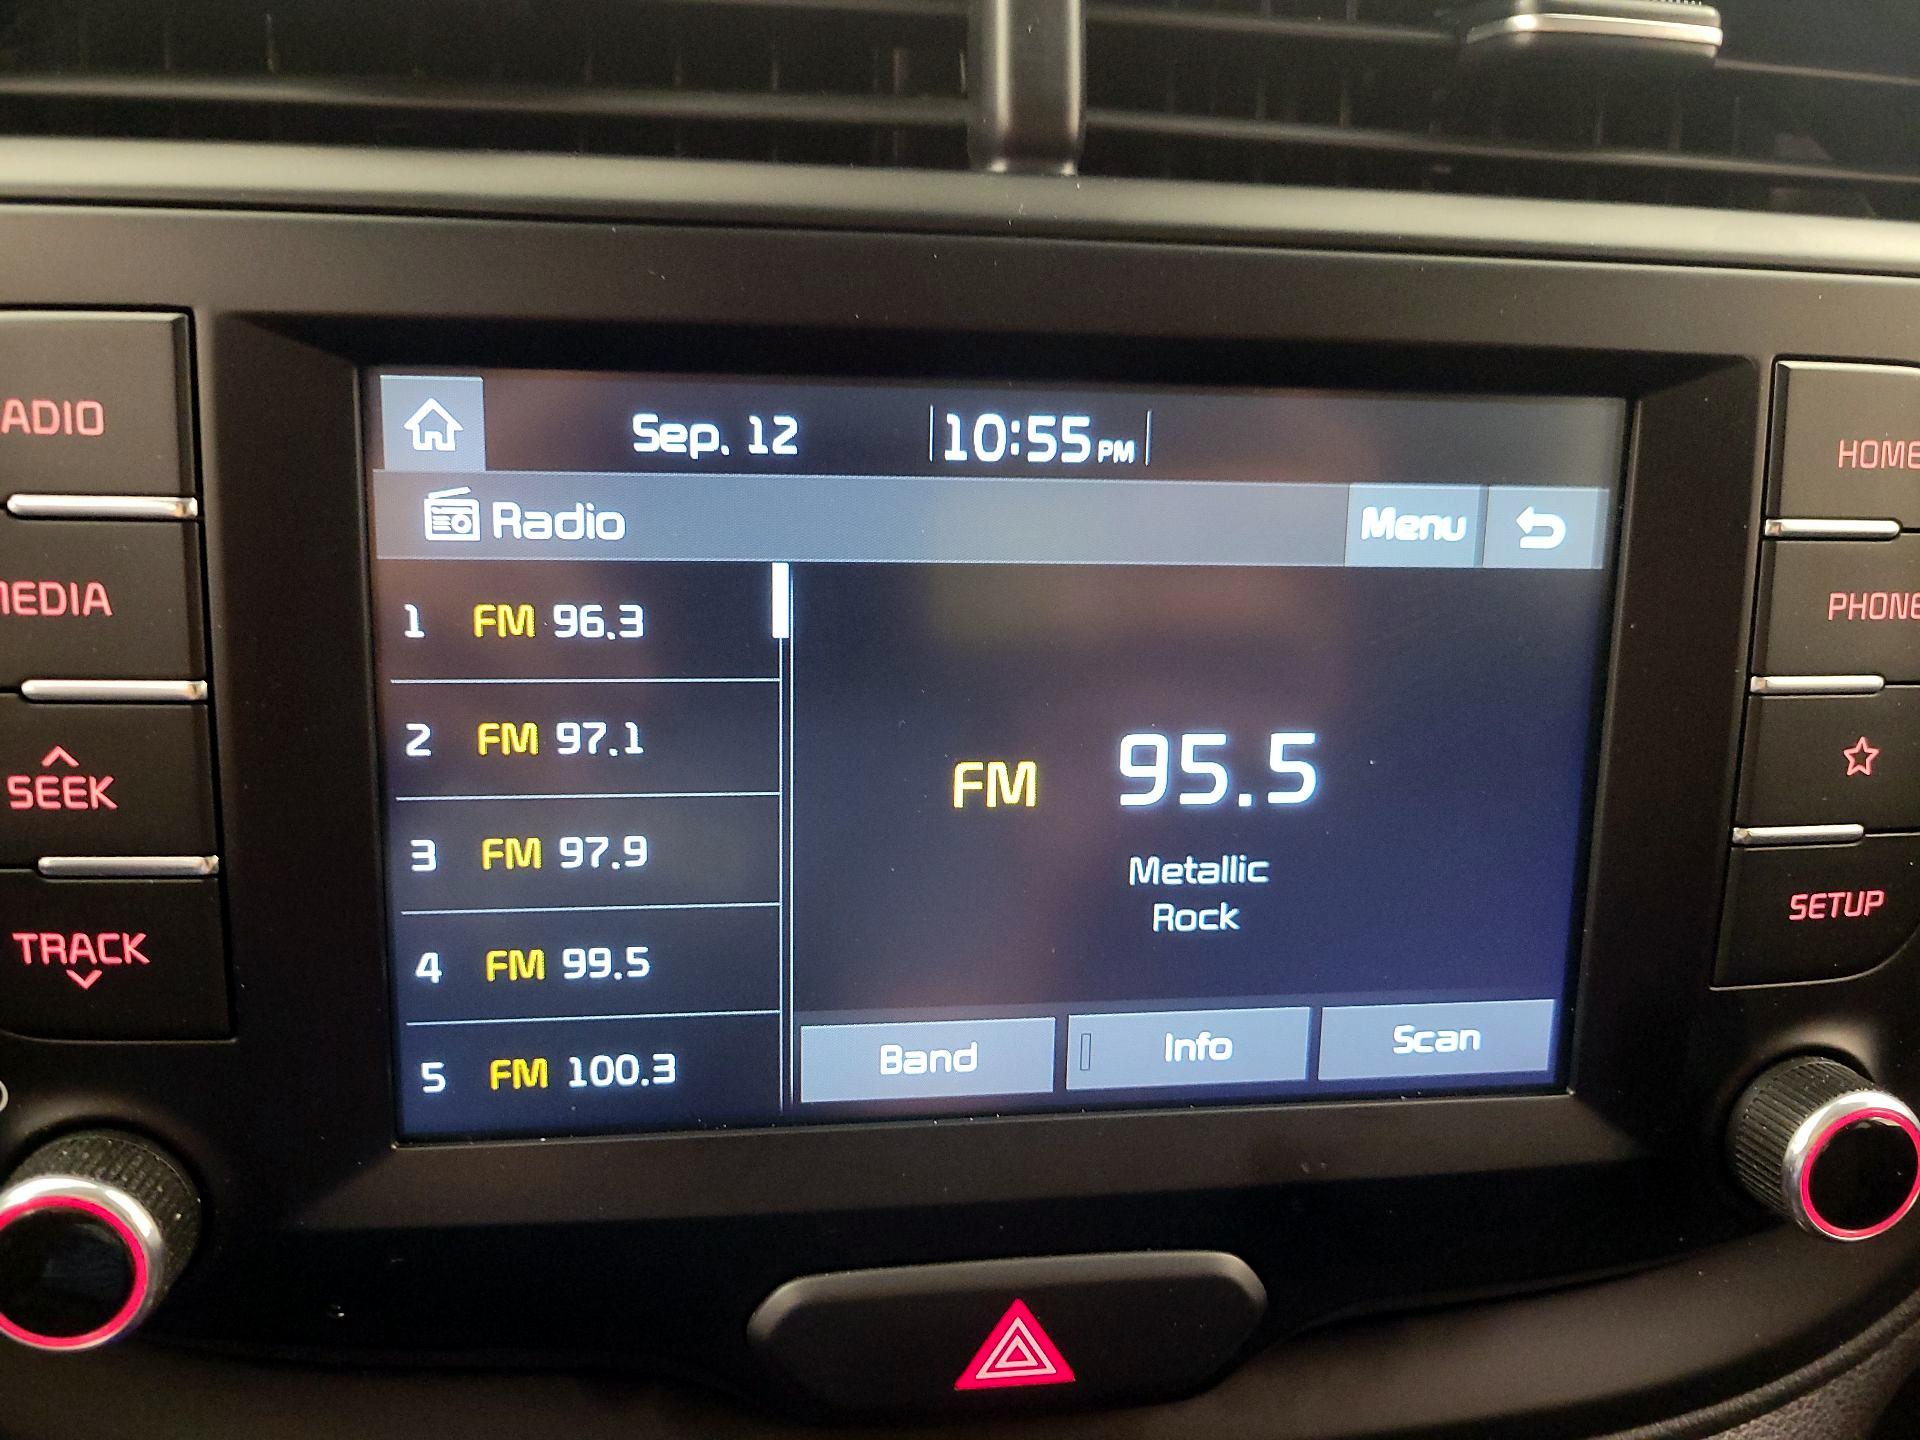 Sep. 12 10:55 PM
Radio Menu
1 FM 96.3
2 FM 97.1
3 FM 97.9
4 FM 99.5
5 FM 100.3
FM 95.5
Metallic
Rock
Band Info Scan
ADIO
MEDIA
SEEK
TRACK
HOME
PHONE
SETUP